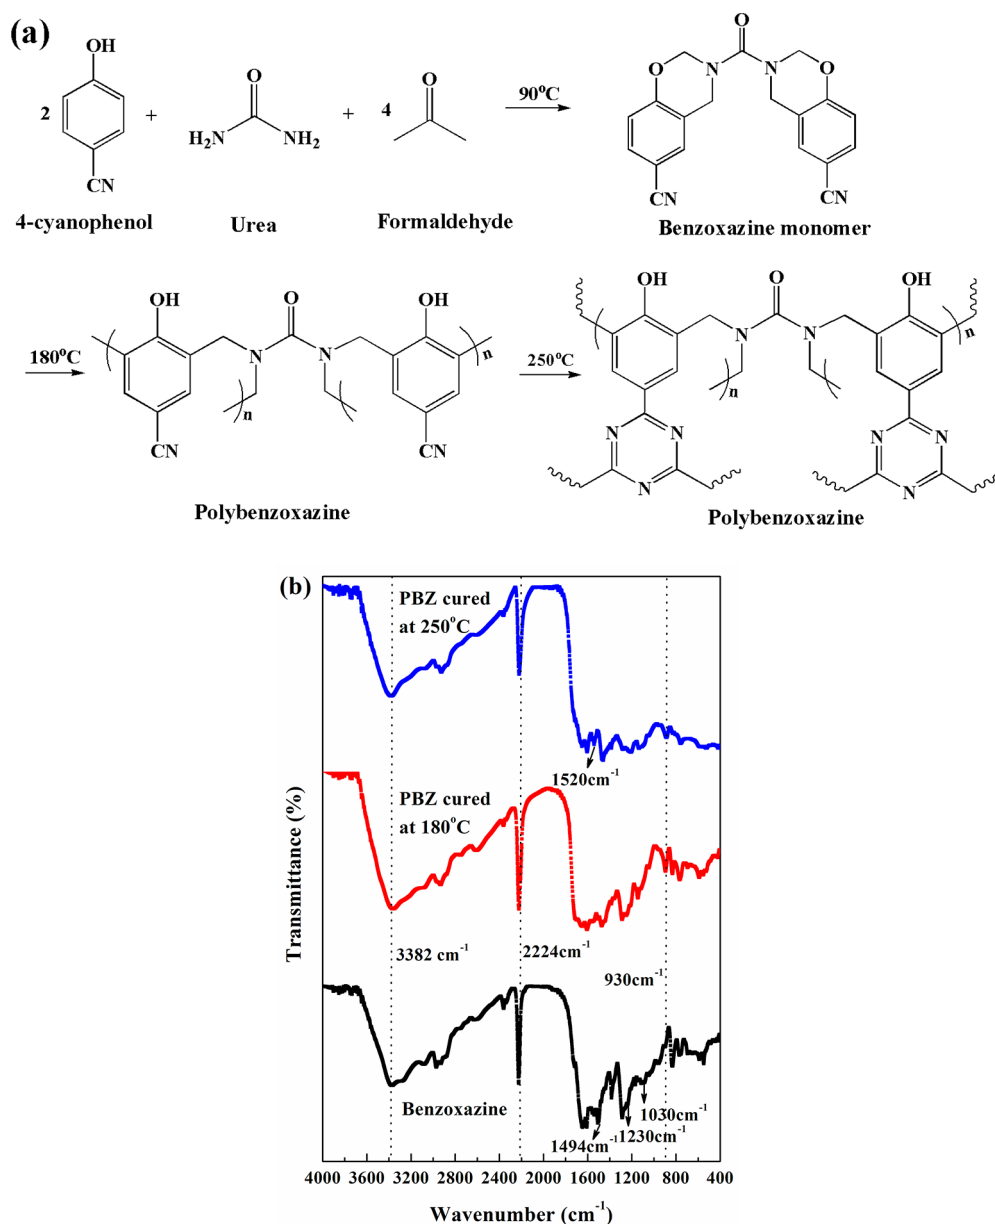 (a)
OH
2
CN
4-cyanophenol
+
O
H₂N NH₂
Urea
+
4
O
Formaldehyde
90°C
O
O N N O
CN CN
Benzoxazine monomer
180°C
OH O OH
N N
n
n
CN CN
Polybenzoxazine
250°C
OH O OH
N N
n
n
N N N N
N N
Polybenzoxazine
(b)
PBZ cured
at 250°C
1520cm⁻¹
PBZ cured
at 180°C
3382 cm⁻¹
2224cm⁻¹
930cm⁻¹
Benzoxazine
1030cm⁻¹
1494cm⁻¹
1230cm⁻¹
Transmittance (%)
4000 3600 3200 2800 2400 2000 1600 1200 800 400
Wavenumber (cm⁻¹)